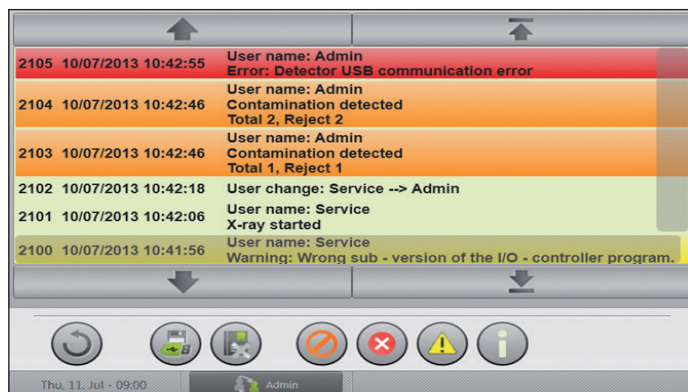 2105 10/07/2013 10:42:55 User name: Admin
Error: Detector USB communication error
2104 10/07/2013 10:42:46 User name: Admin
Contamination detected
Total 2, Reject 2
2103 10/07/2013 10:42:46 User name: Admin
Contamination detected
Total 1, Reject 1
2102 10/07/2013 10:42:18 User change: Service --> Admin
2101 10/07/2013 10:42:06 User name: Service
X-ray started
2100 10/07/2013 10:41:56 User name: Service
Warning: Wrong sub - version of the I/O - controller program.
Thu, 11. Jul - 09:00 Admin